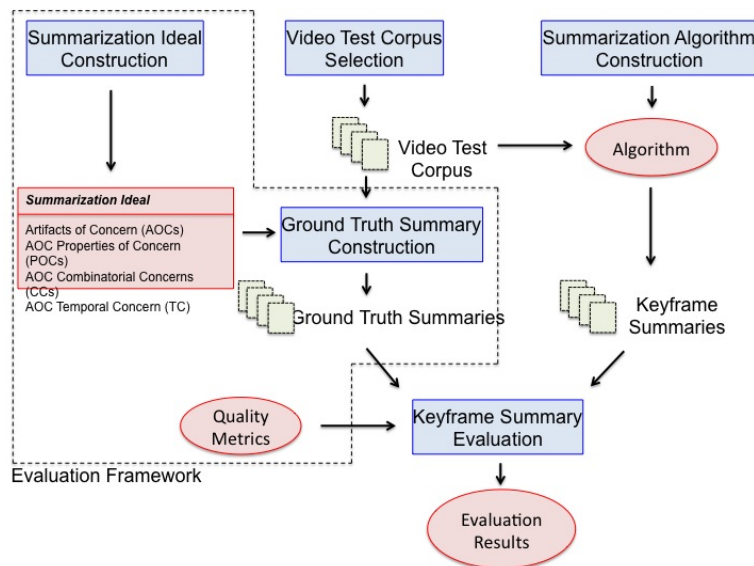 Summarization Ideal
Construction
Video Test Corpus
Selection
Summarization Algorithm
Construction
Video Test
Corpus
Algorithm
Summarization Ideal
Artifacts of Concern (AOCs)
AOC Properties of Concern
(POCs)
AOC Combinatorial Concerns
(CCs)
AOC Temporal Concern (TC)
Ground Truth Summary
Construction
Ground Truth Summaries
Keyframe
Summaries
Quality
Metrics
Keyframe Summary
Evaluation
Evaluation Framework
Evaluation
Results